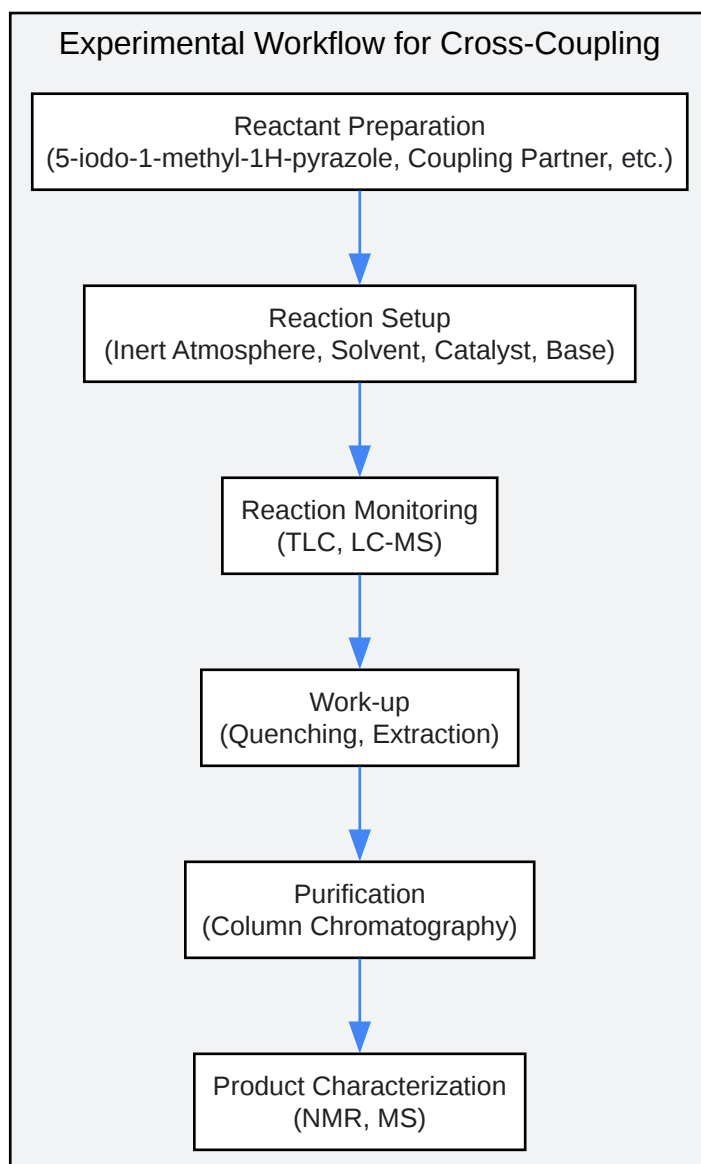 Experimental Workflow for Cross-Coupling
Reactant Preparation
(5-iodo-1-methyl-1H-pyrazole, Coupling Partner, etc.)
Reaction Setup
(Inert Atmosphere, Solvent, Catalyst, Base)
Reaction Monitoring
(TLC, LC-MS)
Work-up
(Quenching, Extraction)
Purification
(Column Chromatography)
Product Characterization
(NMR, MS)